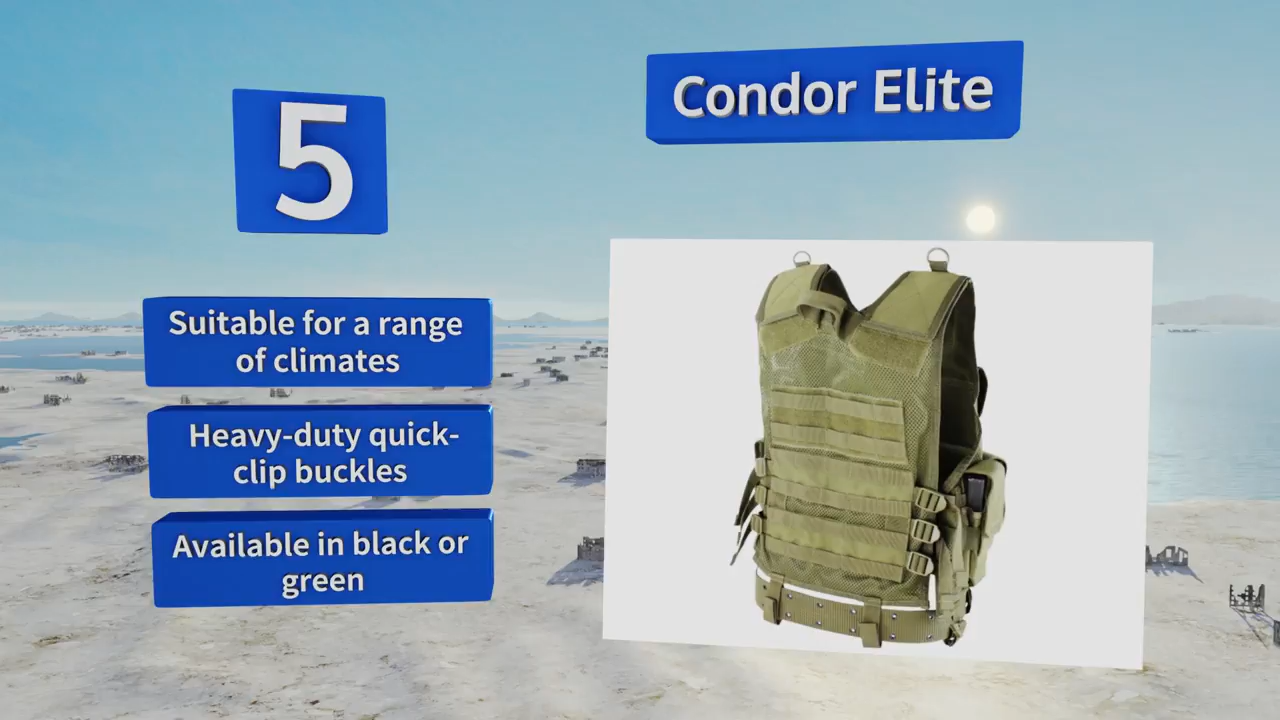 5
Condor Elite
Suitable for a range
of climates
Heavy-duty quick-
clip buckles
Available in black or
green